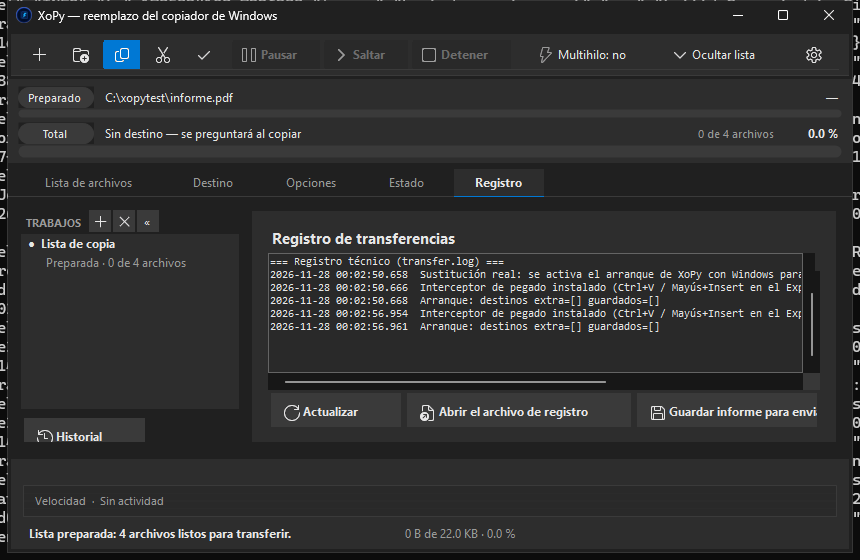 XoPy — reemplazo del copiador de Windows
Pausar
Saltar
Detener
Multihilo: no
Ocultar lista
Preparado
C:\xopytest\informe.pdf
—
Total
Sin destino — se preguntará al copiar
0 de 4 archivos
0.0 %
Lista de archivos
Destino
Opciones
Estado
Registro
TRABAJOS
«
• Lista de copia
Preparada · 0 de 4 archivos
Historial
Registro de transferencias
=== Registro técnico (transfer.log) ===
2026-11-28 00:02:50.658 Sustitución real: se activa el arranque de XoPy con Windows para
2026-11-28 00:02:50.666 Interceptor de pegado instalado (Ctrl+V / Mayús+Insert en el Exp
2026-11-28 00:02:50.668 Arranque: destinos extra=[] guardados=[]
2026-11-28 00:02:56.954 Interceptor de pegado instalado (Ctrl+V / Mayús+Insert en el Exp
2026-11-28 00:02:56.961 Arranque: destinos extra=[] guardados=[]
Actualizar
Abrir el archivo de registro
Guardar informe para envi
Velocidad · Sin actividad
Lista preparada: 4 archivos listos para transferir.
0 B de 22.0 KB · 0.0 %